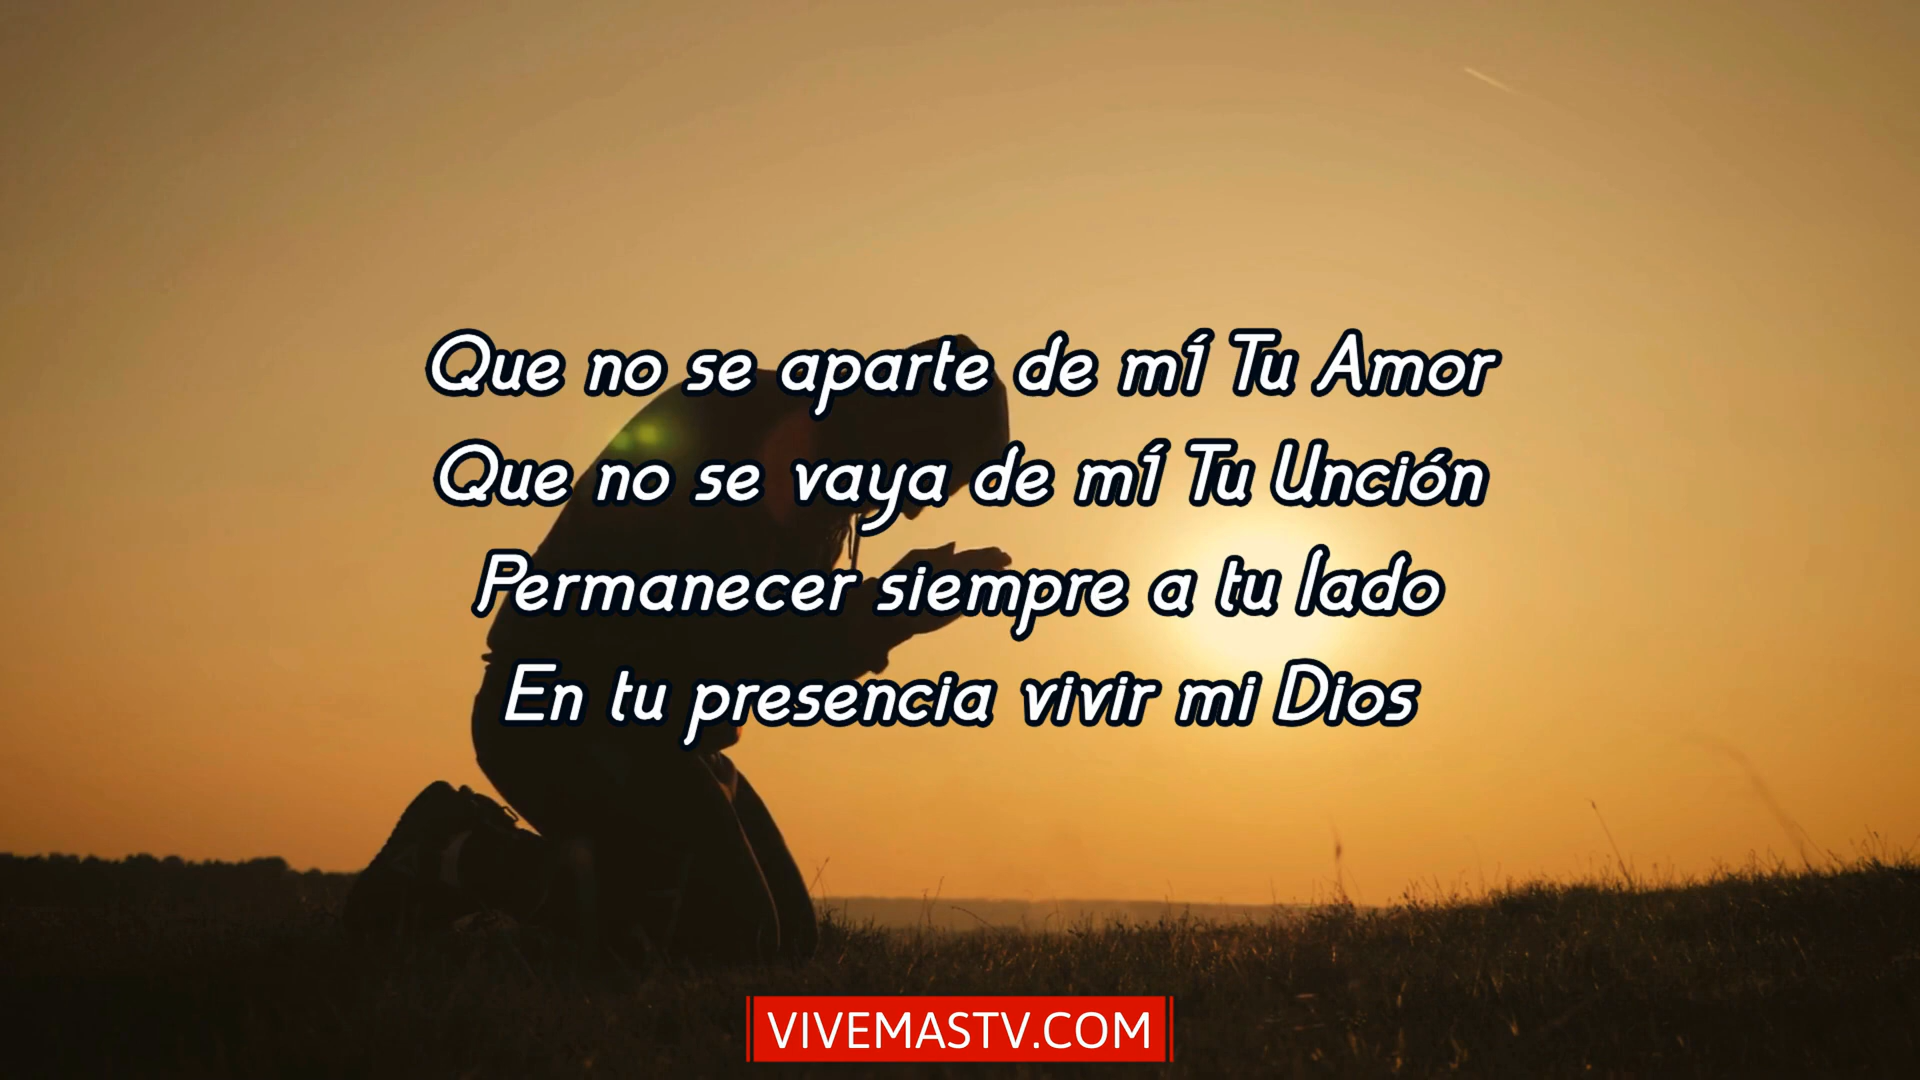 Que no se aparte de mí Tu Amor
Que no se vaya de mí Tu Unción
Permanecer siempre a tu lado
En tu presencia vivir mi Dios
VIVEMASTV.COM